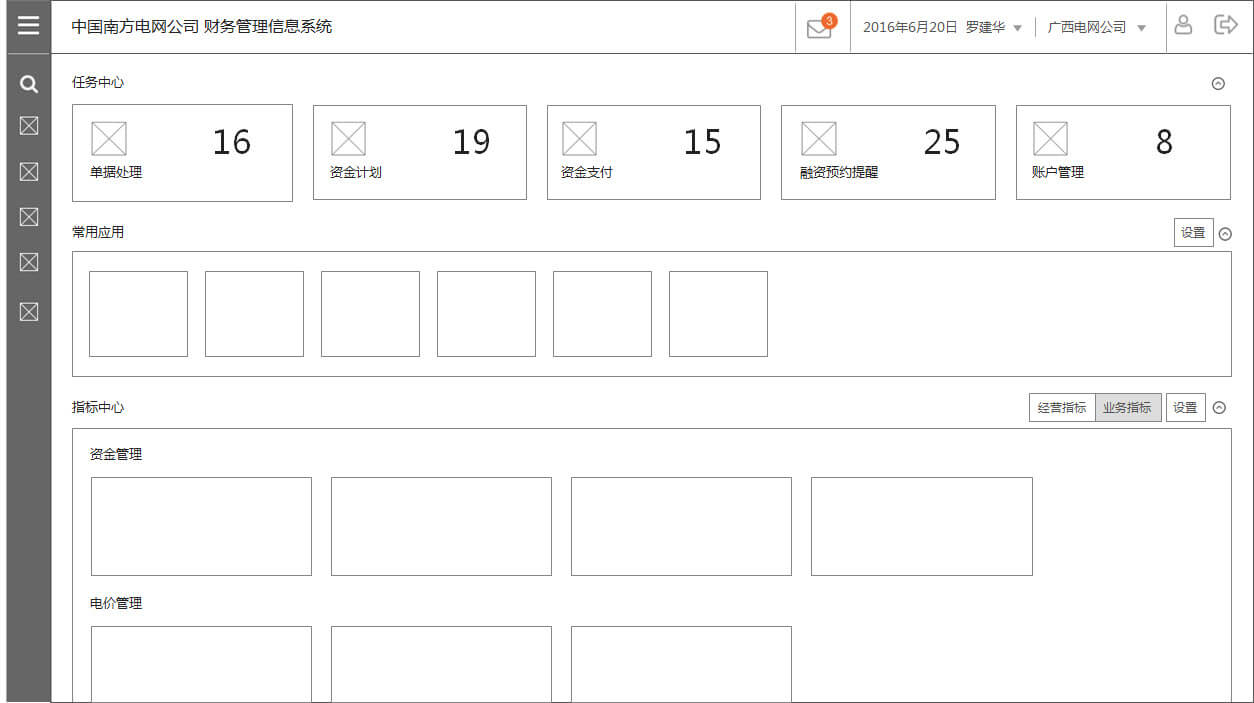 中国南方电网公司 财务管理信息系统
3
2016年6月20日 罗建华
广西电网公司
任务中心
16
单据处理
19
资金计划
15
资金支付
25
融资预约提醒
8
账户管理
常用应用
设置
指标中心
经营指标
业务指标
设置
资金管理
电价管理